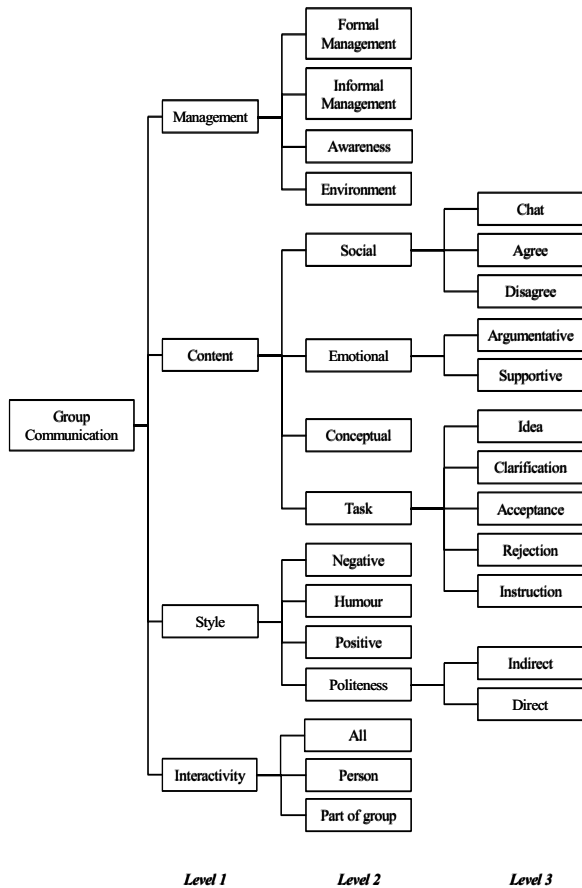 Formal
Management
Informal
Management
Management
Awareness
Environment
Chat
Social
Agree
Disagree
Argumentative
Content
Emotional
Supportive
Group
Communication
Conceptual
Idea
Clarification
Task
Acceptance
Rejection
Instruction
Negative
Humour
Style
Positive
Politeness
Indirect
Direct
All
Interactivity
Person
Part of group
Level 1 Level 2 Level 3